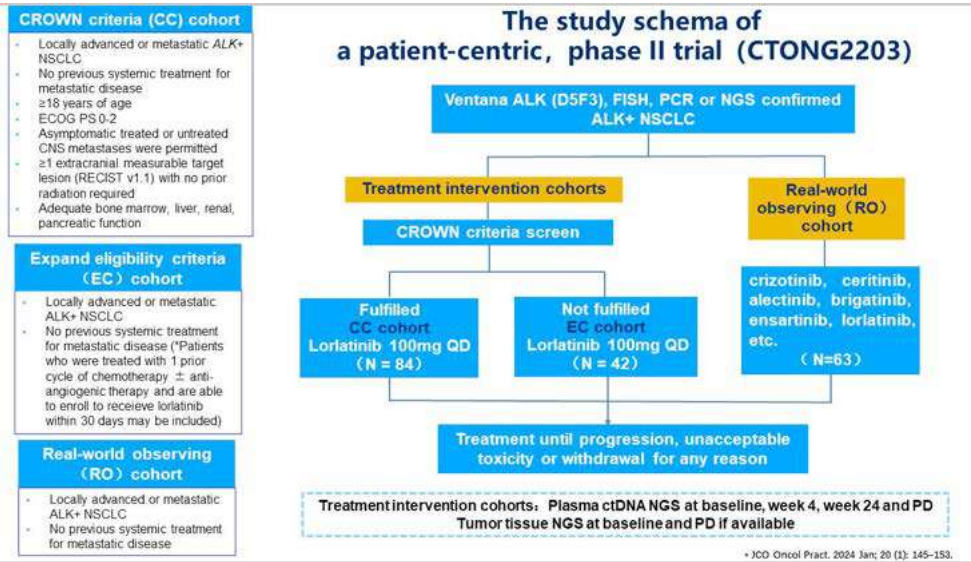 CROWN criteria (CC) cohort
- Locally advanced or metastatic ALK+
NSCLC
- No previous systemic treatment for
metastatic disease
- ≥18 years of age
- ECOG PS 0-2
- Asymptomatic treated or untreated
CNS metastases were permitted
- ≥1 extracranial measurable target
lesion (RECIST v1.1) with no prior
radiation required
- Adequate bone marrow, liver, renal,
pancreatic function
Expand eligibility criteria
（EC）cohort
- Locally advanced or metastatic
ALK+ NSCLC
- No previous systemic treatment
for metastatic disease (*Patients
who were treated with 1 prior
cycle of chemotherapy ± anti-
angiogenic therapy and are able
to enroll to receieve lorlatinib
within 30 days may be included)
Real-world observing
（RO）cohort
- Locally advanced or metastatic
ALK+ NSCLC
- No previous systemic treatment
for metastatic disease
The study schema of
a patient-centric, phase II trial（CTONG2203）
Ventana ALK (D5F3), FISH, PCR or NGS confirmed
ALK+ NSCLC
Treatment intervention cohorts
Real-world
observing（RO）
cohort
CROWN criteria screen
Fulfilled
CC cohort
Lorlatinib 100mg QD
（N = 84）
Not fulfilled
EC cohort
Lorlatinib 100mg QD
（N = 42）
crizotinib, ceritinib,
alectinib, brigatinib,
ensartinib, lorlatinib,
etc.
（ N=63）
Treatment until progression, unacceptable
toxicity or withdrawal for any reason
Treatment intervention cohorts：Plasma ctDNA NGS at baseline, week 4, week 24 and PD
Tumor tissue NGS at baseline and PD if available
• JCO Oncol Pract. 2024 Jan; 20 (1): 145–153.